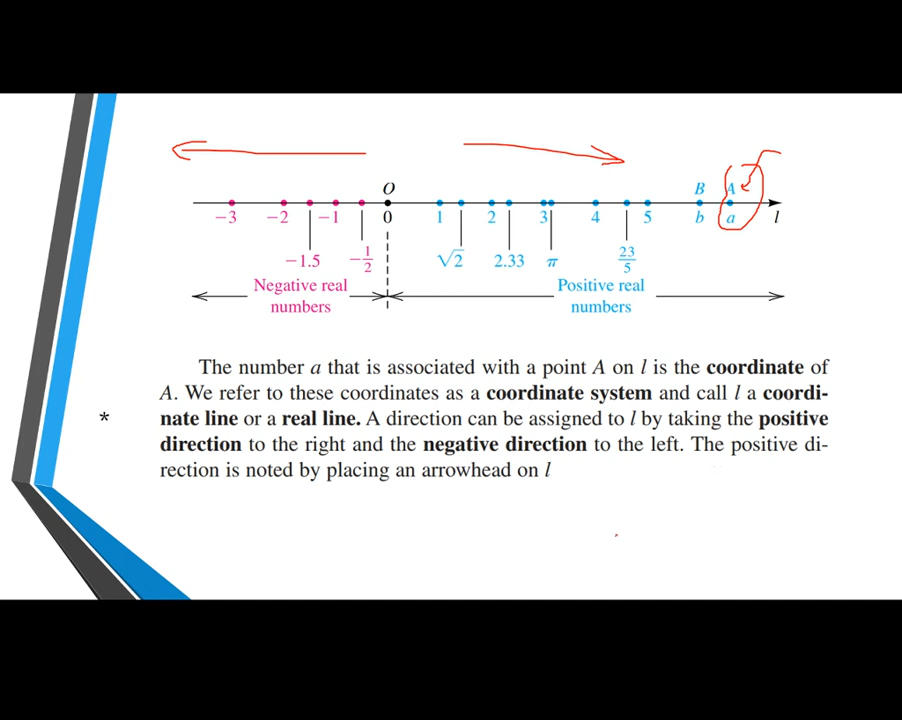 O B A
−3 −2 −1 0 1 2 3 4 5 b a l
−1.5 −1/2 √2 2.33 π 23/5
Negative real Positive real
numbers numbers
The number a that is associated with a point A on l is the coordinate of
A. We refer to these coordinates as a coordinate system and call l a coordi-
* nate line or a real line. A direction can be assigned to l by taking the positive
direction to the right and the negative direction to the left. The positive di-
rection is noted by placing an arrowhead on l